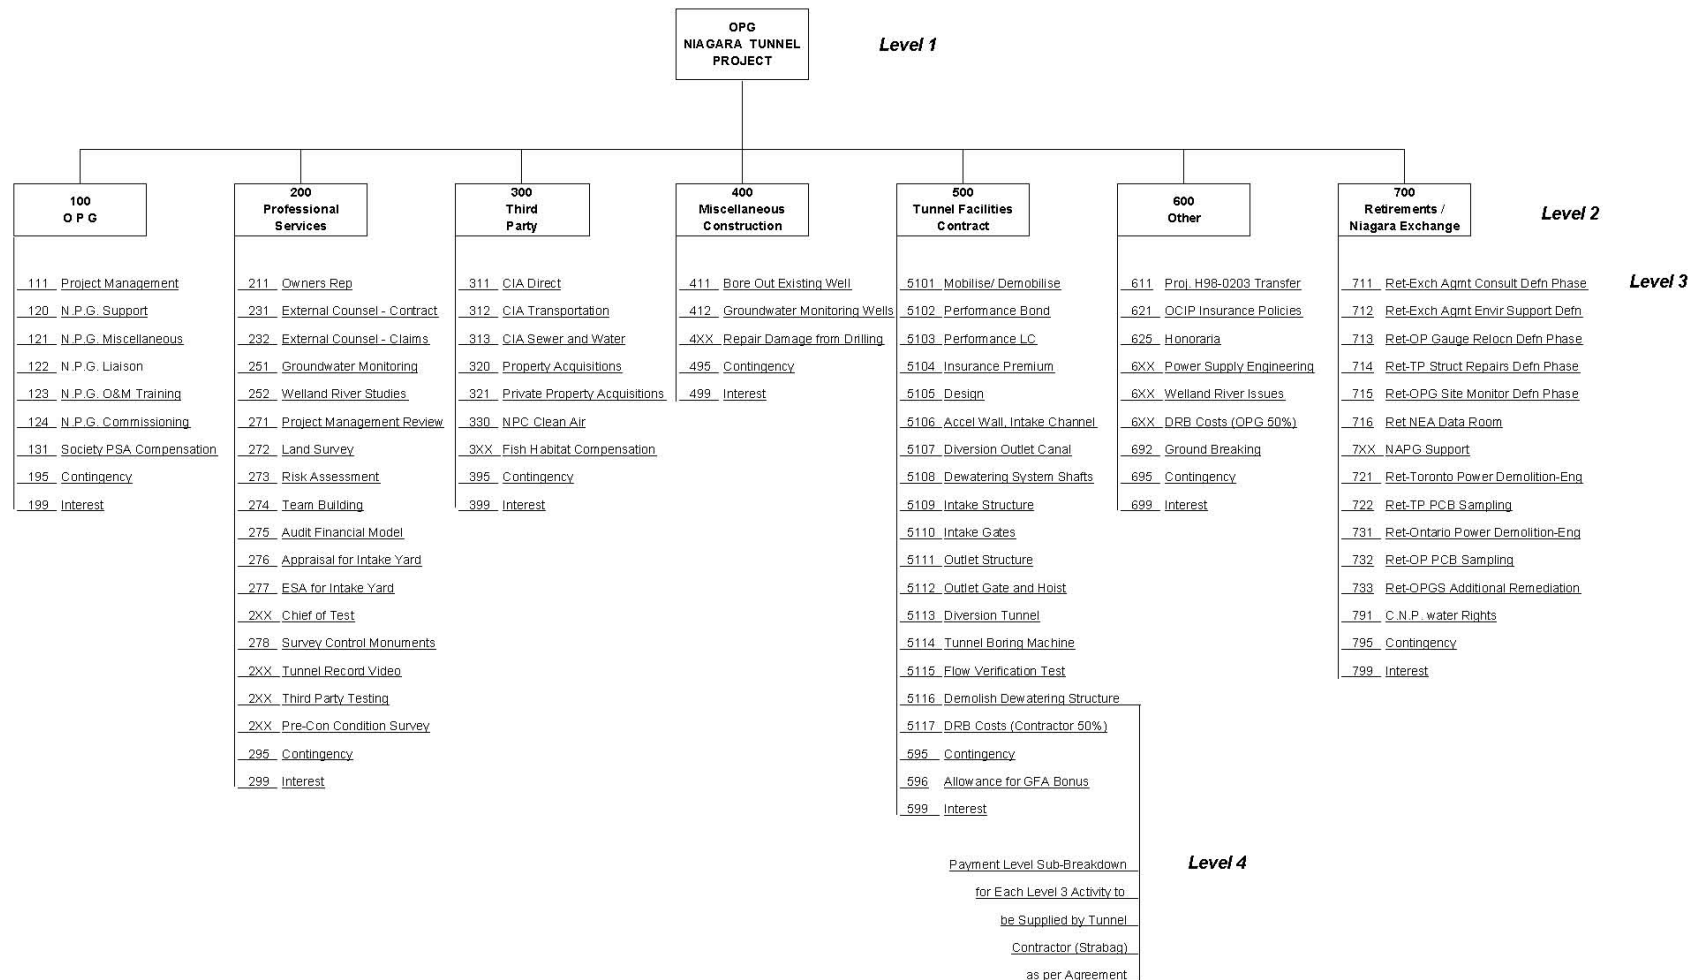 OPG
NIAGARA TUNNEL
PROJECT
Level 1
100
O P G
200
Professional
Services
300
Third
Party
400
Miscellaneous
Construction
500
Tunnel Facilities
Contract
600
Other
700
Retirements /
Niagara Exchange
Level 2
111 Project Management
120 N.P.G. Support
121 N.P.G. Miscellaneous
122 N.P.G. Liaison
123 N.P.G. O&M Training
124 N.P.G. Commissioning
131 Society PSA Compensation
195 Contingency
199 Interest
211 Owners Rep
231 External Counsel - Contract
232 External Counsel - Claims
251 Groundwater Monitoring
252 Welland River Studies
271 Project Management Review
272 Land Survey
273 Risk Assessment
274 Team Building
275 Audit Financial Model
276 Appraisal for Intake Yard
277 ESA for Intake Yard
2XX Chief of Test
278 Survey Control Monuments
2XX Tunnel Record Video
2XX Third Party Testing
2XX Pre-Con Condition Survey
295 Contingency
299 Interest
311 CIA Direct
312 CIA Transportation
313 CIA Sewer and Water
320 Property Acquisitions
321 Private Property Acquisitions
330 NPC Clean Air
3XX Fish Habitat Compensation
395 Contingency
399 Interest
411 Bore Out Existing Well
412 Groundwater Monitoring Wells
4XX Repair Damage from Drilling
495 Contingency
499 Interest
5101 Mobilise/ Demobilise
5102 Performance Bond
5103 Performance LC
5104 Insurance Premium
5105 Design
5106 Accel Wall, Intake Channel
5107 Diversion Outlet Canal
5108 Dewatering System Shafts
5109 Intake Structure
5110 Intake Gates
5111 Outlet Structure
5112 Outlet Gate and Hoist
5113 Diversion Tunnel
5114 Tunnel Boring Machine
5115 Flow Verification Test
5116 Demolish Dewatering Structure
5117 DRB Costs (Contractor 50%)
595 Contingency
596 Allowance for GFA Bonus
599 Interest
611 Proj. H98-0203 Transfer
621 OCIP Insurance Policies
625 Honoraria
6XX Power Supply Engineering
6XX Welland River Issues
6XX DRB Costs (OPG 50%)
692 Ground Breaking
695 Contingency
699 Interest
711 Ret-Exch Agmt Consult Defn Phase
712 Ret-Exch Agmt Envir Support Defn
713 Ret-OP Gauge Relocn Defn Phase
714 Ret-TP Struct Repairs Defn Phase
715 Ret-OPG Site Monitor Defn Phase
716 Ret NEA Data Room
7XX NAPG Support
721 Ret-Toronto Power Demolition-Eng
722 Ret-TP PCB Sampling
731 Ret-Ontario Power Demolition-Eng
732 Ret-OP PCB Sampling
733 Ret-OPGS Additional Remediation
791 C.N.P. water Rights
795 Contingency
799 Interest
Level 3
Payment Level Sub-Breakdown
for Each Level 3 Activity to
be Supplied by Tunnel
Contractor (Strabag)
as per Agreement
Level 4